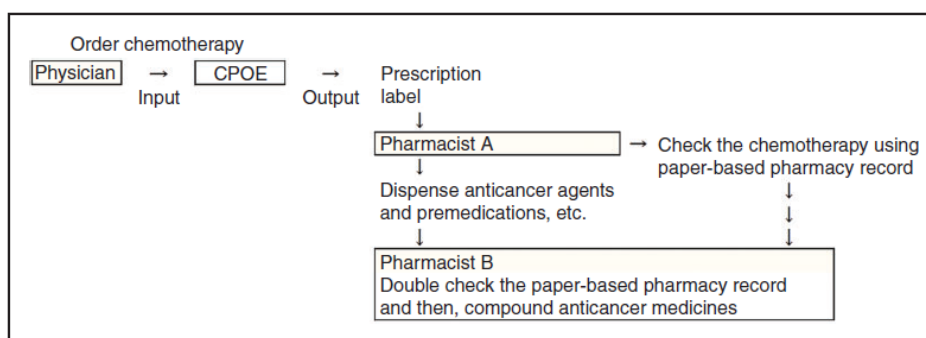 Order chemotherapy
Physician → CPOE → Prescription
Input Output label
↓
Pharmacist A → Check the chemotherapy using
↓ paper-based pharmacy record
Dispense anticancer agents ↓
and premedications, etc. ↓
↓ ↓
Pharmacist B
Double check the paper-based pharmacy record
and then, compound anticancer medicines